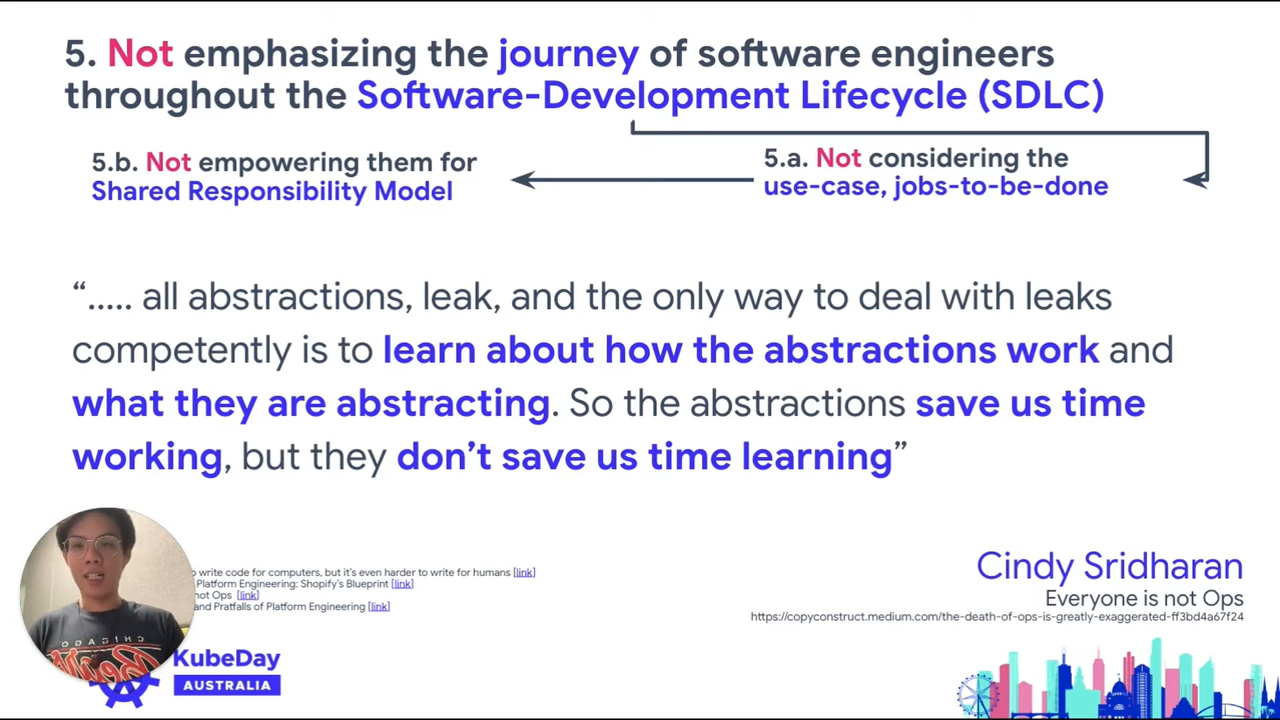 5. Not emphasizing the journey of software engineers
throughout the Software-Development Lifecycle (SDLC)
5.b. Not empowering them for
Shared Responsibility Model
5.a. Not considering the
use-case, jobs-to-be-done
“..... all abstractions, leak, and the only way to deal with leaks
competently is to learn about how the abstractions work and
what they are abstracting. So the abstractions save us time
working, but they don’t save us time learning”
write code for computers, but it’s even harder to write for humans [link]
Platform Engineering: Shopify’s Blueprint [link]
not Ops [link]
and Pratfalls of Platform Engineering [link]
Cindy Sridharan
Everyone is not Ops
https://copyconstruct.medium.com/the-death-of-ops-is-greatly-exaggerated-ff3bd4a67f24
CHICAGO
KubeDay
AUSTRALIA